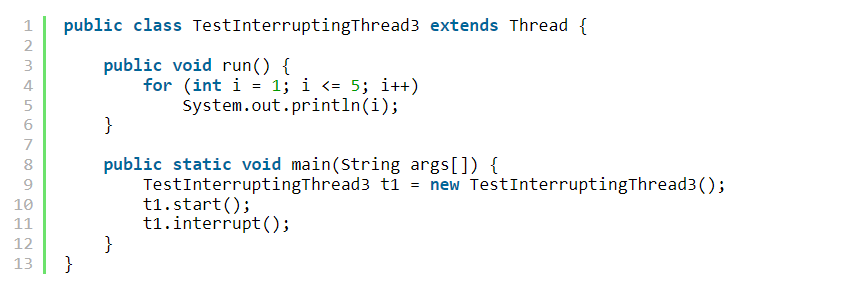 1 public class TestInterruptingThread3 extends Thread {
2
3     public void run() {
4         for (int i = 1; i <= 5; i++)
5             System.out.println(i);
6     }
7
8     public static void main(String args[]) {
9         TestInterruptingThread3 t1 = new TestInterruptingThread3();
10         t1.start();
11         t1.interrupt();
12     }
13 }